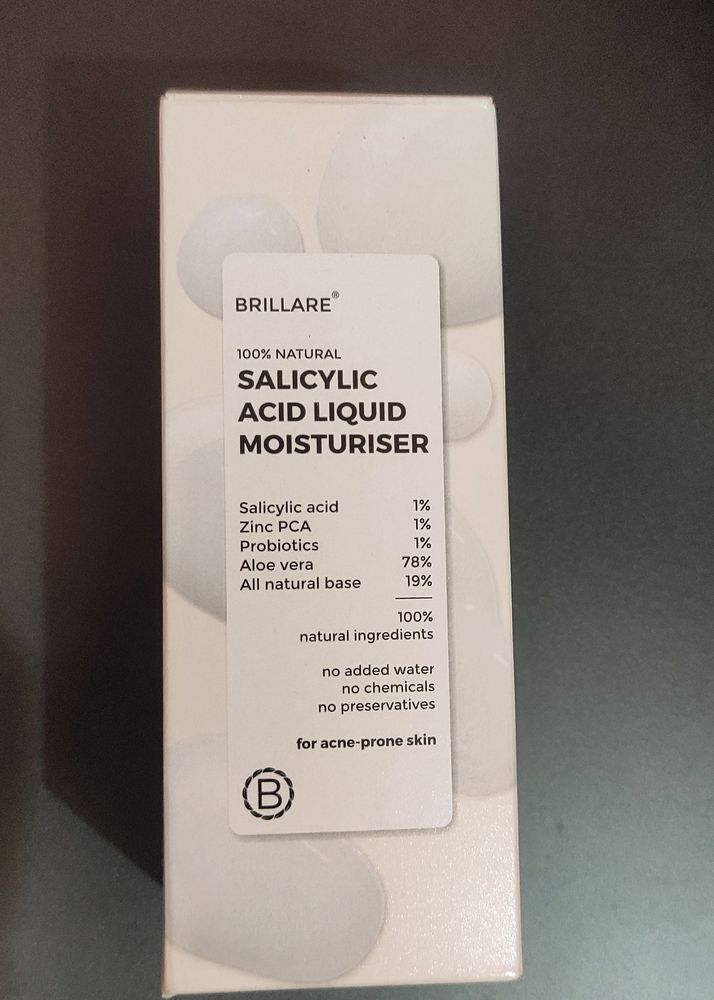 BRILLARE®
100% NATURAL
SALICYLIC
ACID LIQUID
MOISTURISER
Salicylic acid 1%
Zinc PCA 1%
Probiotics 1%
Aloe vera 78%
All natural base 19%
100%
natural ingredients
no added water
no chemicals
no preservatives
for acne-prone skin
B